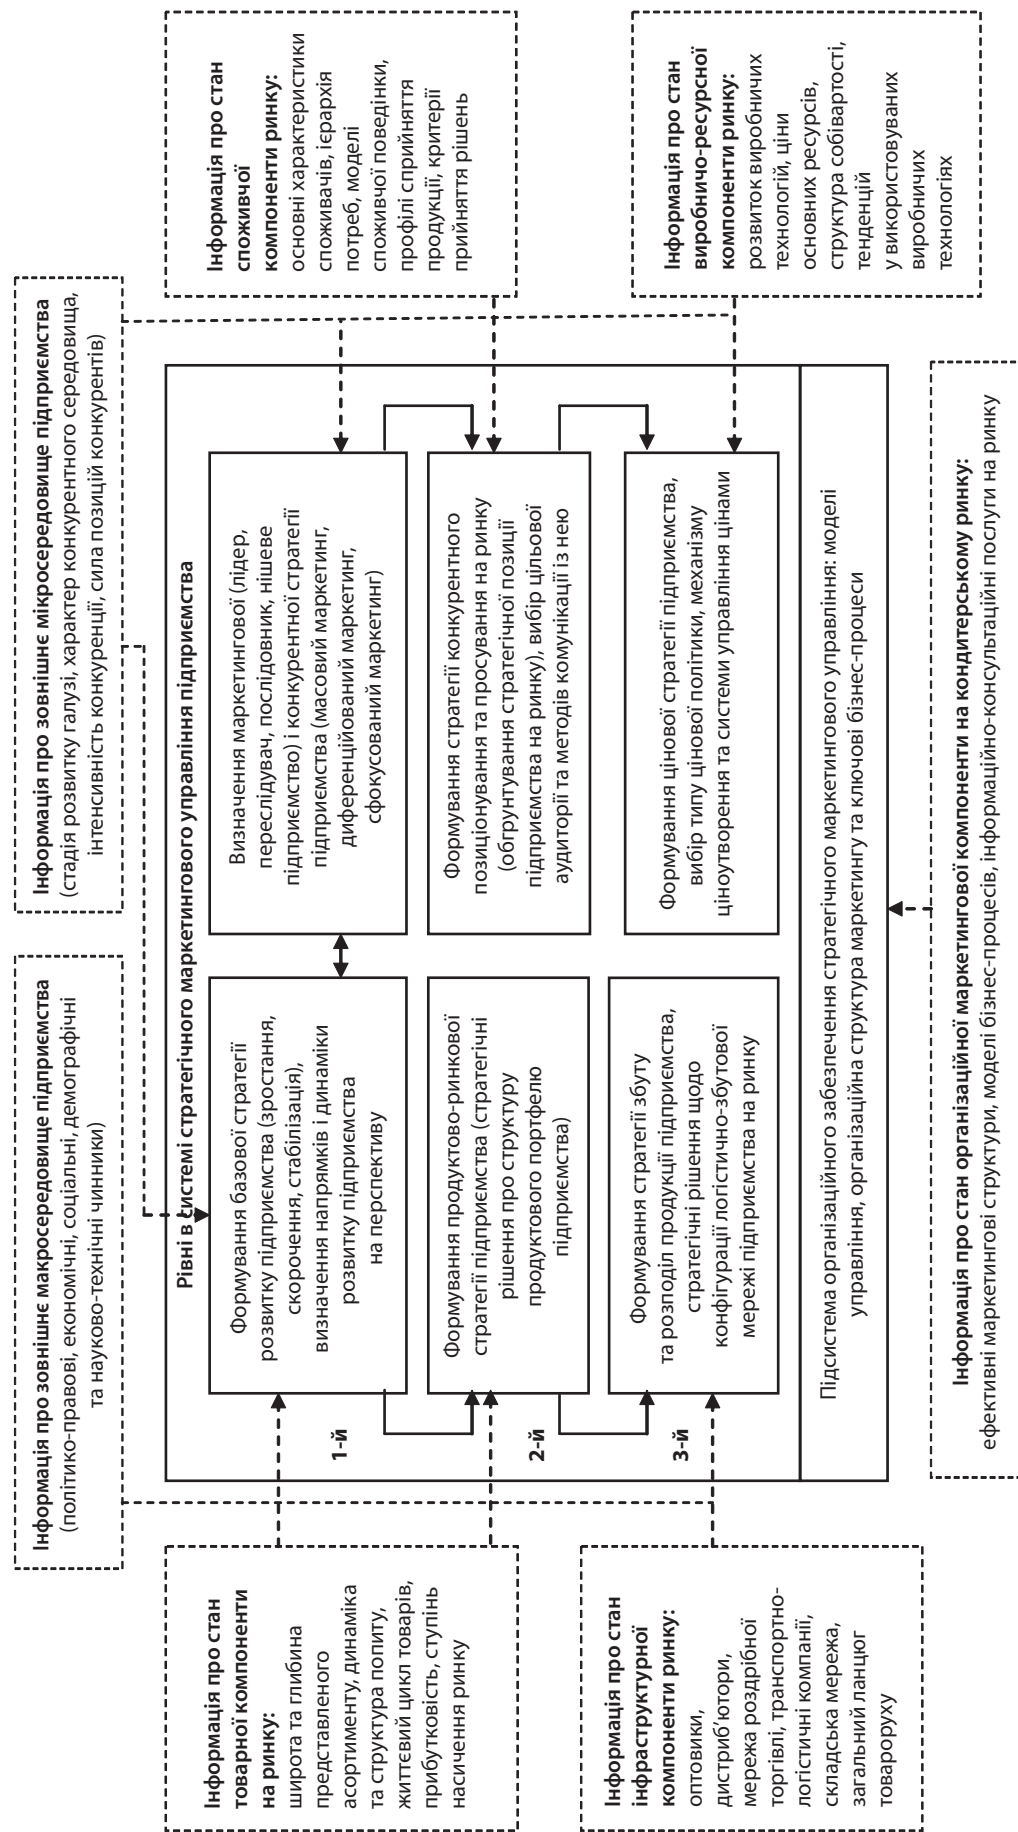 Інформація про зовнішнє макросередовище підприємства
(політико-правові, економічні, соціальні, демографічні
та науково-технічні чинники)
Інформація про зовнішнє мікросередовище підприємства
(стадія розвитку галузі, характер конкурентного середовища,
інтенсивність конкуренції, сила позицій конкурентів)
Інформація про стан
товарної компоненти
на ринку:
широта та глибина
представленого
асортименту, динаміка
та структура попиту,
життєвий цикл товарів,
прибутковість, ступінь
насичення ринку
Інформація про стан
інфраструктурної
компоненти ринку:
оптовики,
дистриб’ютори,
мережа роздрібної
торгівлі, транспортно-
логістичні компанії,
складська мережа,
загальний ланцюг
товароруху
Рівні в системі стратегічного маркетингового управління підприємства
1-й
Формування базової стратегії
розвитку підприємства (зростання,
скорочення, стабілізація),
визначення напрямків і динаміки
розвитку підприємства
на перспективу
Визначення маркетингової (лідер,
переслідувач, послідовник, нішеве
підприємство) і конкурентної стратегії
підприємства (масовий маркетинг,
диференційований маркетинг,
сфокусований маркетинг)
2-й
Формування продуктово-ринкової
стратегії підприємства (стратегічні
рішення про структуру
продуктового портфелю
підприємства)
Формування стратегії конкурентного
позиціонування та просування на ринку
(обґрунтування стратегічної позиції
підприємства на ринку), вибір цільової
аудиторії та методів комунікації із нею
3-й
Формування стратегії збуту
та розподіл продукції підприємства,
стратегічні рішення щодо
конфігурації логістично-збутової
мережі підприємства на ринку
Формування цінової стратегії підприємства,
вибір типу цінової політики, механізму
ціноутворення та системи управління цінами
Підсистема організаційного забезпечення стратегічного маркетингового управління: моделі
управління, організаційна структура маркетингу та ключові бізнес-процеси
Інформація про стан
споживчої
компоненти ринку:
основні характеристики
споживачів, ієрархія
потреб, моделі
споживчої поведінки,
профілі сприйняття
продукції, критерії
прийняття рішень
Інформація про стан
виробничо-ресурсної
компоненти ринку:
розвиток виробничих
технологій, ціни
основних ресурсів,
структура собівартості,
тенденцій
у використовуваних
виробничих
технологіях
Інформація про стан організаційної маркетингової компоненти на кондитерському ринку:
ефективні маркетингові структури, моделі бізнес-процесів, інформаційно-консультаційні послуги на ринку